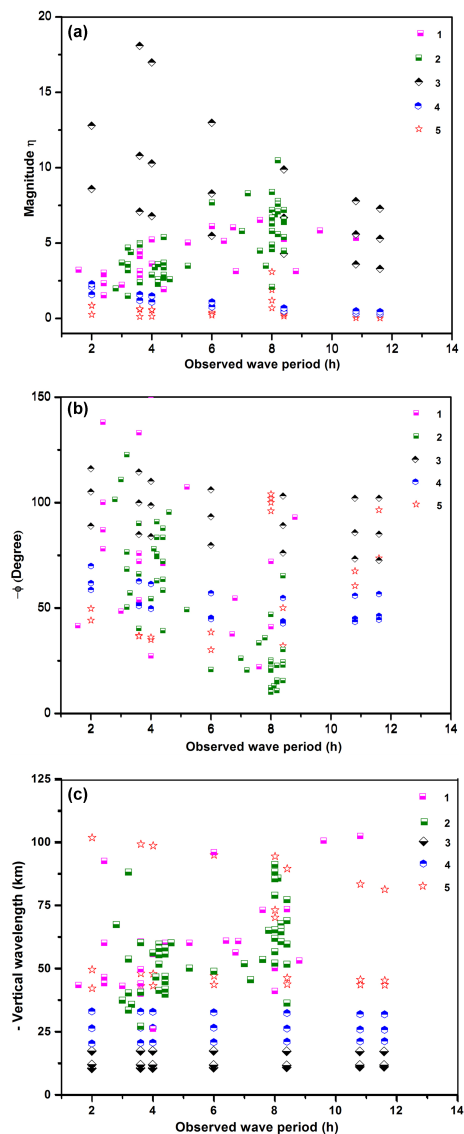 (a)
20
15
10
5
0
Magnitude η
1
2
3
4
5
2 4 6 8 10 12 14
Observed wave period (h)
(b)
150
100
50
0
−ϕ (Degree)
1
2
3
4
5
2 4 6 8 10 12 14
Observed wave period (h)
(c)
125
100
75
50
25
0
- Vertical wavelength (km)
1
2
3
4
5
2 4 6 8 10 12 14
Observed wave period (h)